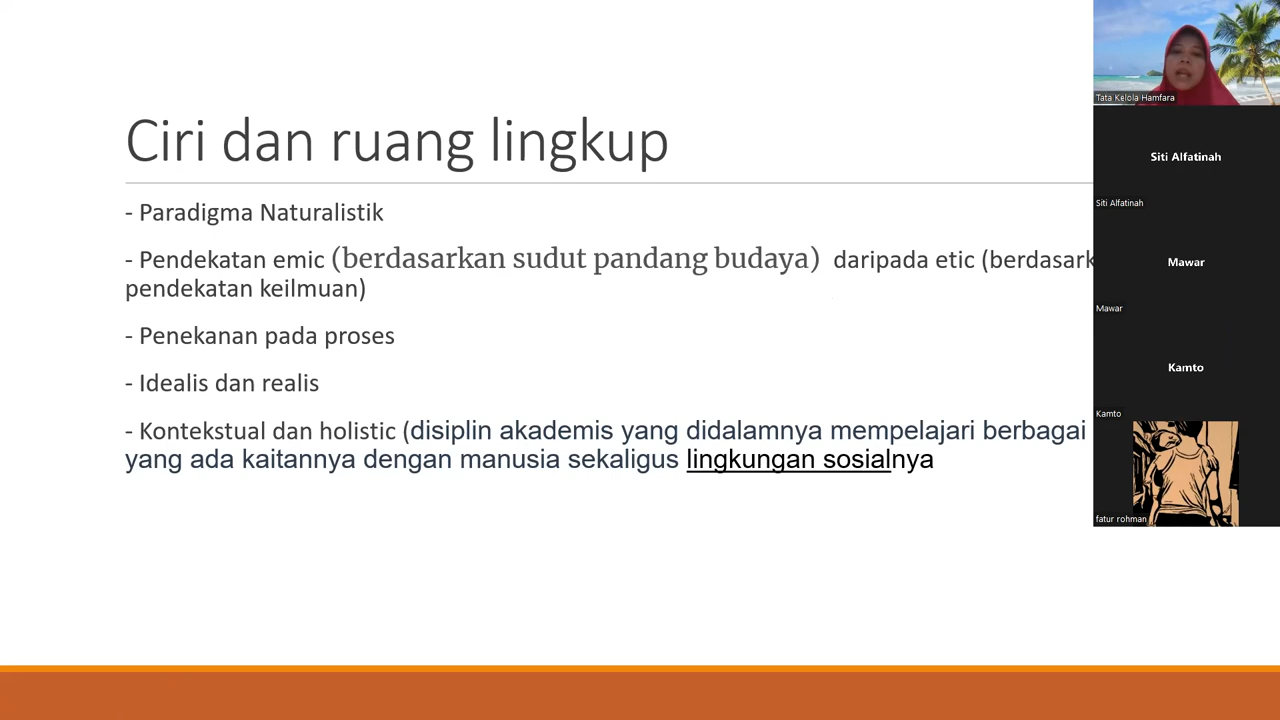 Ciri dan ruang lingkup
- Paradigma Naturalistik
- Pendekatan emic (berdasarkan sudut pandang budaya) daripada etic (berdasark
pendekatan keilmuan)
- Penekanan pada proses
- Idealis dan realis
- Kontekstual dan holistic (disiplin akademis yang didalamnya mempelajari berbagai
yang ada kaitannya dengan manusia sekaligus lingkungan sosialnya
Tata Kelola Hamfara
Siti Alfatinah
Siti Alfatinah
Mawar
Mawar
Kamto
Kamto
fatur rohman